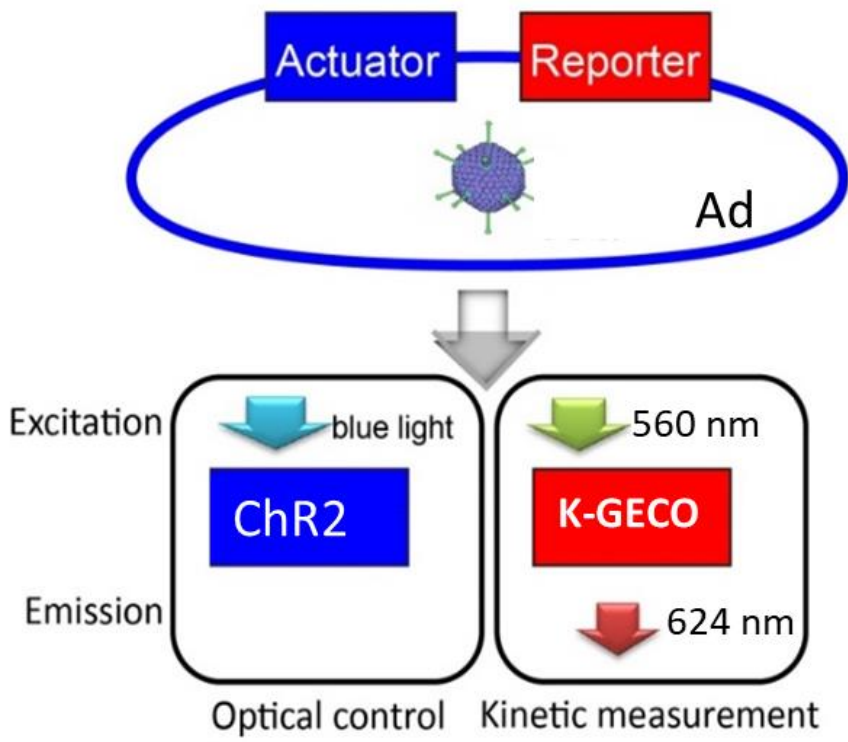 Actuator Reporter
Ad
Excitation blue light 560 nm
ChR2 K-GECO
Emission 624 nm
Optical control Kinetic measurement